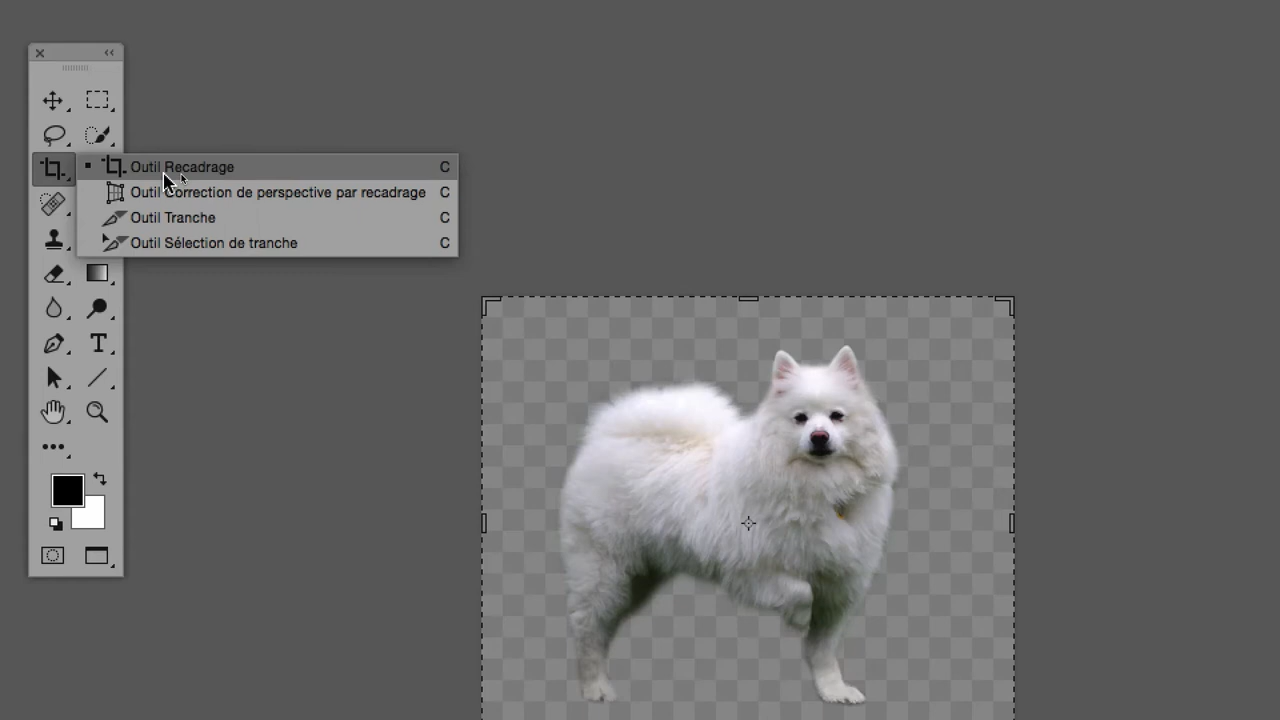 Outil Recadrage C
Outil Correction de perspective par recadrage C
Outil Tranche C
Outil Sélection de tranche C
T